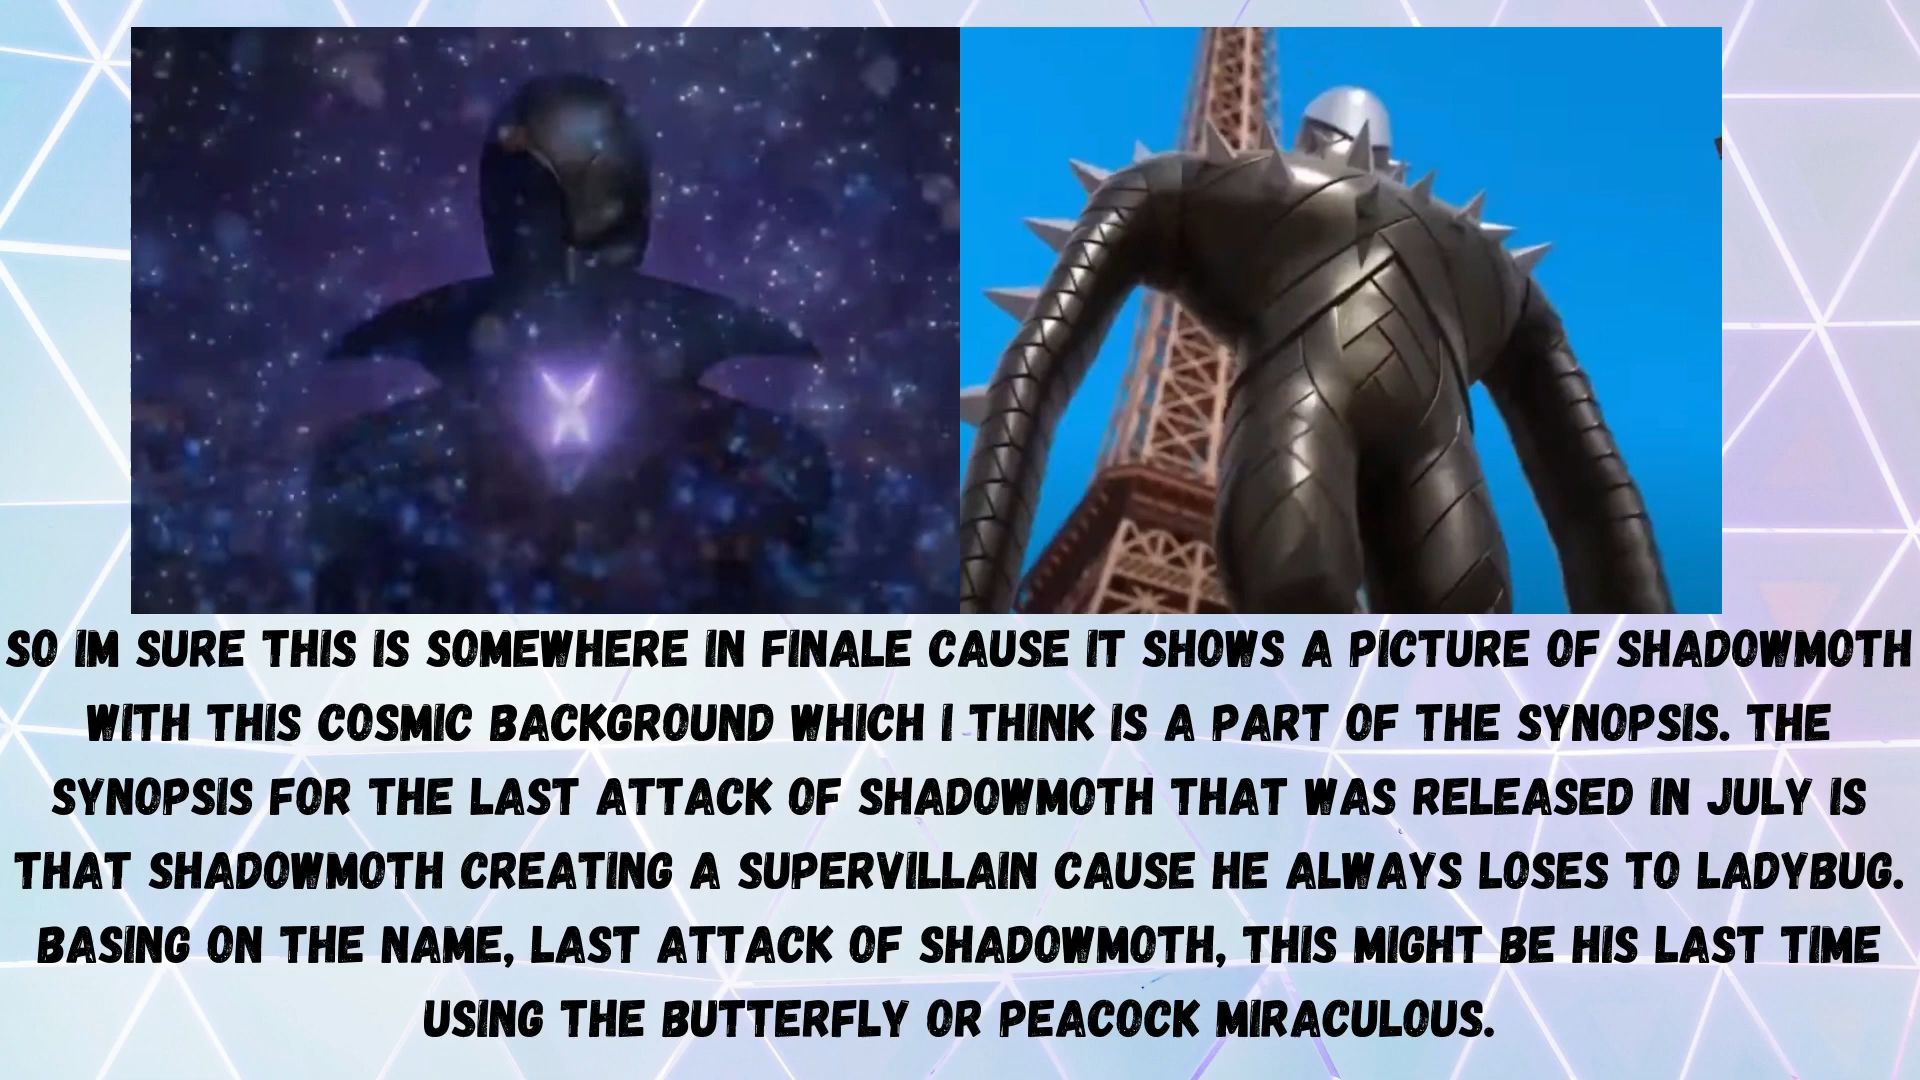 SO IM SURE THIS IS SOMEWHERE IN FINALE CAUSE IT SHOWS A PICTURE OF SHADOWMOTH
WITH THIS COSMIC BACKGROUND WHICH I THINK IS A PART OF THE SYNOPSIS. THE
SYNOPSIS FOR THE LAST ATTACK OF SHADOWMOTH THAT WAS RELEASED IN JULY IS
THAT SHADOWMOTH CREATING A SUPERVILLAIN CAUSE HE ALWAYS LOSES TO LADYBUG.
BASING ON THE NAME, LAST ATTACK OF SHADOWMOTH, THIS MIGHT BE HIS LAST TIME
USING THE BUTTERFLY OR PEACOCK MIRACULOUS.